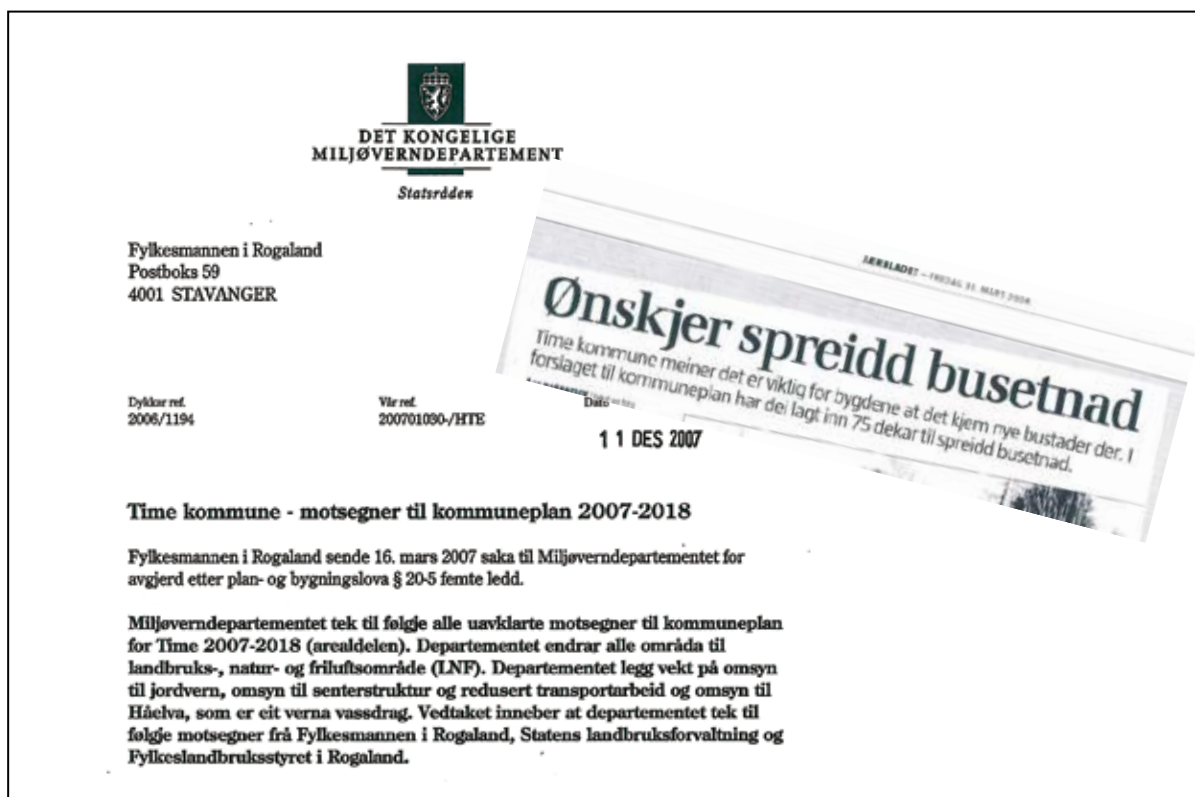 DET KONGELIGE
MILJØVERNDEPARTEMENT
Statsråden
Fylkesmannen i Rogaland
Postboks 59
4001 STAVANGER
JÆRBLADET – FREDAG 31. MART
Ønskjer spreidd busetnad
Time kommune meiner det er viktig for bygdene at det kjem nye bustader der. I
forslaget til kommuneplan har dei lagt inn 75 dekar til spreidd busetnad.
Dykkar ref.
2006/1194
Vår ref.
200701030-/HTE
Dato
11 DES 2007
Time kommune - motsegner til kommuneplan 2007-2018
Fylkesmannen i Rogaland sende 16. mars 2007 saka til Miljøverndepartementet for
avgjerd etter plan- og bygningslova § 20-5 femte ledd.
Miljøverndepartementet tek til følgje alle uavklarte motsegner til kommuneplan
for Time 2007-2018 (arealdelen). Departementet endrar alle områda til
landbruks-, natur- og friluftsområde (LNF). Departementet legg vekt på omsyn
til jordvern, omsyn til senterstruktur og redusert transportarbeid og omsyn til
Håelva, som er eit verna vassdrag. Vedtaket inneber at departementet tek til
følgje motsegner frå Fylkesmannen i Rogaland, Statens landbruksforvaltning og
Fylkeslandbruksstyret i Rogaland.